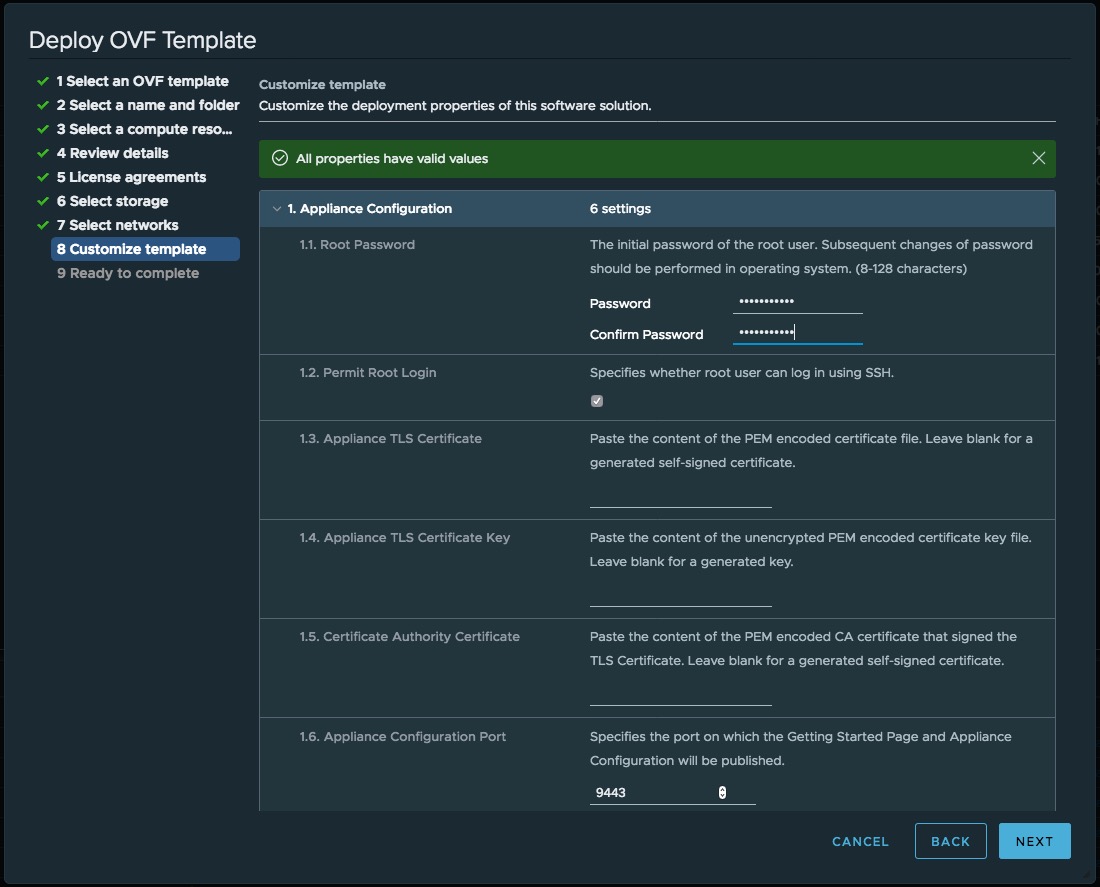 Deploy OVF Template
1 Select an OVF template
2 Select a name and folder
3 Select a compute reso...
4 Review details
5 License agreements
6 Select storage
7 Select networks
8 Customize template
9 Ready to complete
Customize template
Customize the deployment properties of this software solution.
All properties have valid values
1. Appliance Configuration 6 settings
1.1. Root Password
The initial password of the root user. Subsequent changes of password
should be performed in operating system. (8-128 characters)
Password •••••••••••
Confirm Password •••••••••••
1.2. Permit Root Login
Specifies whether root user can log in using SSH.
1.3. Appliance TLS Certificate
Paste the content of the PEM encoded certificate file. Leave blank for a
generated self-signed certificate.
1.4. Appliance TLS Certificate Key
Paste the content of the unencrypted PEM encoded certificate key file.
Leave blank for a generated key.
1.5. Certificate Authority Certificate
Paste the content of the PEM encoded CA certificate that signed the
TLS Certificate. Leave blank for a generated self-signed certificate.
1.6. Appliance Configuration Port
Specifies the port on which the Getting Started Page and Appliance
Configuration will be published.
9443
CANCEL
BACK
NEXT